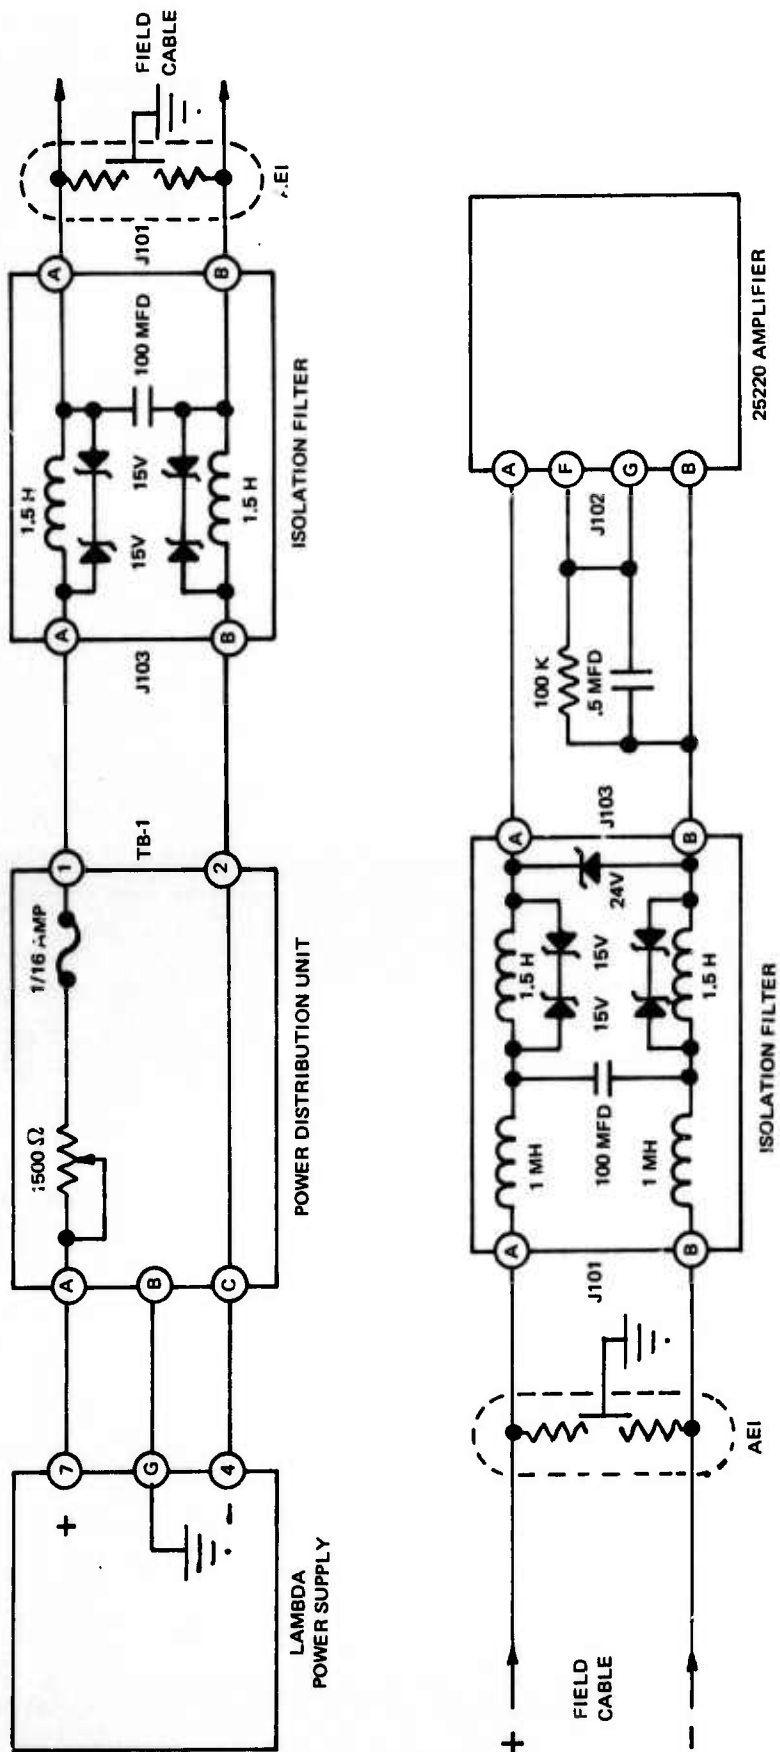 +
7
G
4
−
LAMBDA
POWER SUPPLY
A
B
C
1500 Ω
1/16 AMP
1
2
TB-1
POWER DISTRIBUTION UNIT
J103
A
B
1.5 H
15V
15V
100 MFD
1.5 H
A
B
J101
ISOLATION FILTER
AEI
FIELD
CABLE
+
−
FIELD
CABLE
AEI
J101
A
B
1 MH
100 MFD
1 MH
1.5 H
15V
15V
1.5 H
24V
A
B
J103
ISOLATION FILTER
100 K
.5 MFD
J102
A
F
G
B
25220 AMPLIFIER